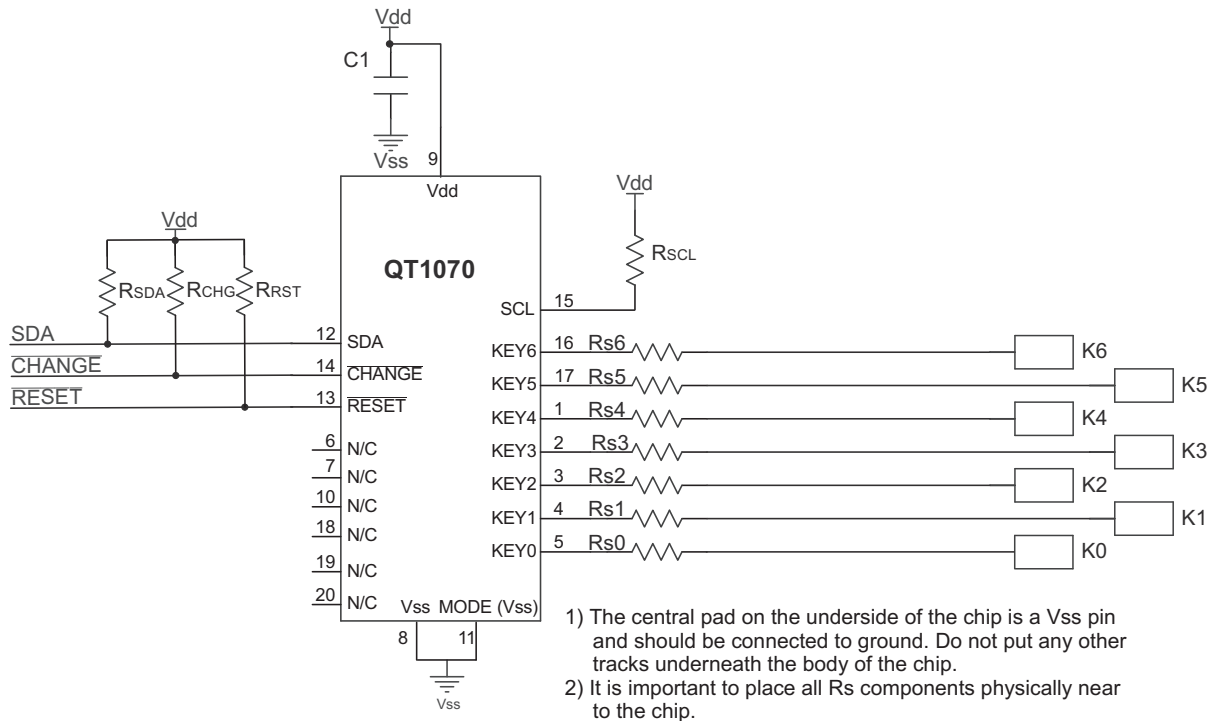 Vdd
C1
Vss
9
Vdd
Vdd
Vdd
RSDA
RCHG
RRST
RSCL
QT1070
SCL
15
SDA
12
SDA
KEY6
16
Rs6
K6
CHANGE
14
CHANGE
KEY5
17
Rs5
K5
RESET
13
RESET
KEY4
1
Rs4
K4
6
N/C
KEY3
2
Rs3
K3
7
N/C
KEY2
3
Rs2
K2
10
N/C
KEY1
4
Rs1
K1
18
N/C
KEY0
5
Rs0
K0
19
N/C
20
N/C
Vss
MODE (Vss)
8
11
Vss
1) The central pad on the underside of the chip is a Vss pin
and should be connected to ground. Do not put any other
tracks underneath the body of the chip.
2) It is important to place all Rs components physically near
to the chip.